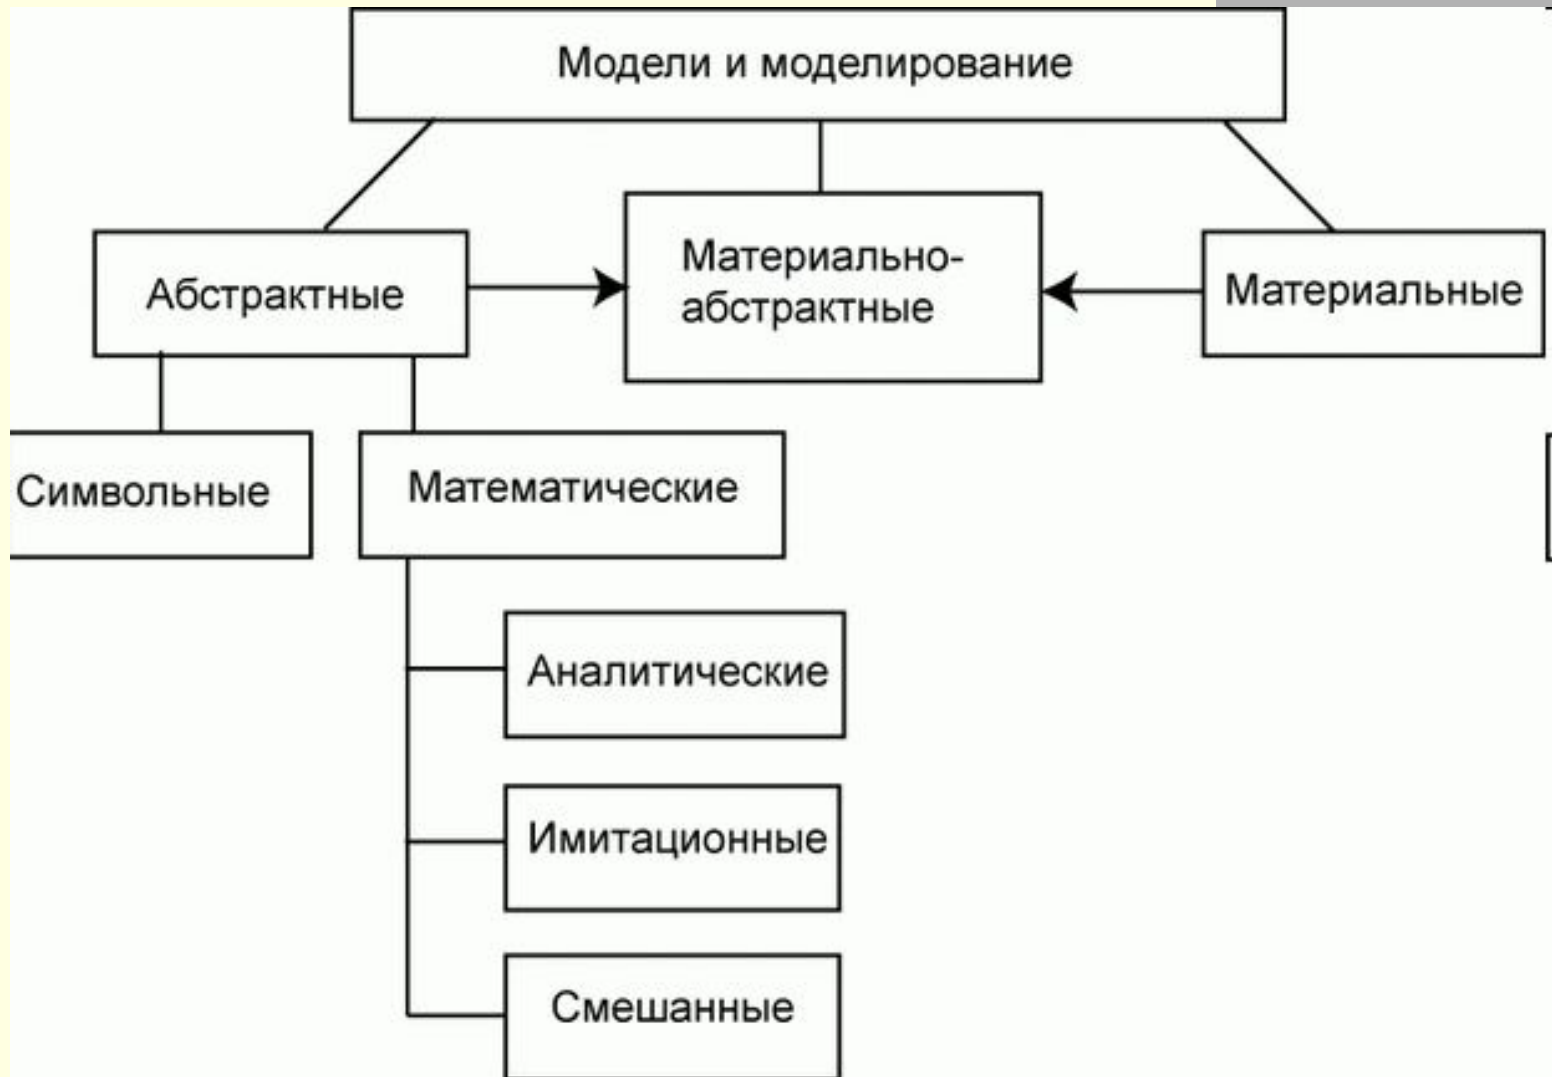 Модели и моделирование
Абстрактные
Материально-
абстрактные
Материальные
Символьные
Математические
Аналитические
Имитационные
Смешанные